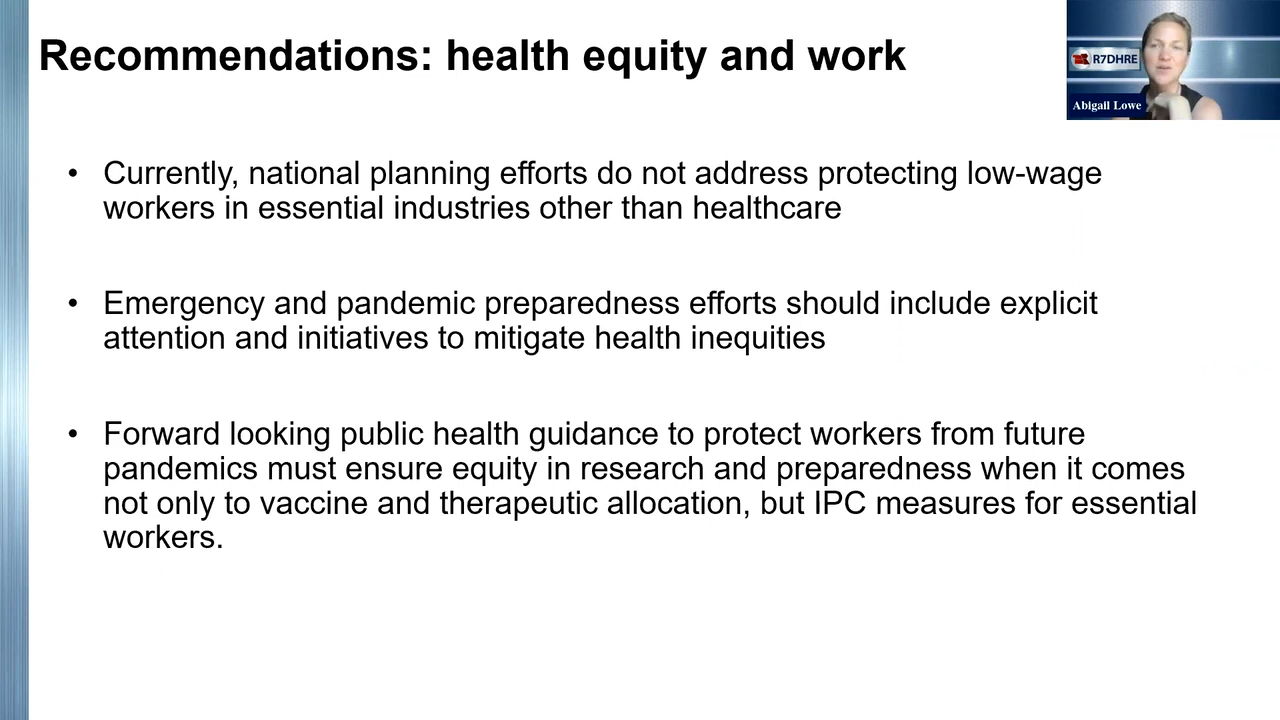 Recommendations: health equity and work
R7DHRE
Abigail Lowe
• Currently, national planning efforts do not address protecting low-wage
workers in essential industries other than healthcare
• Emergency and pandemic preparedness efforts should include explicit
attention and initiatives to mitigate health inequities
• Forward looking public health guidance to protect workers from future
pandemics must ensure equity in research and preparedness when it comes
not only to vaccine and therapeutic allocation, but IPC measures for essential
workers.